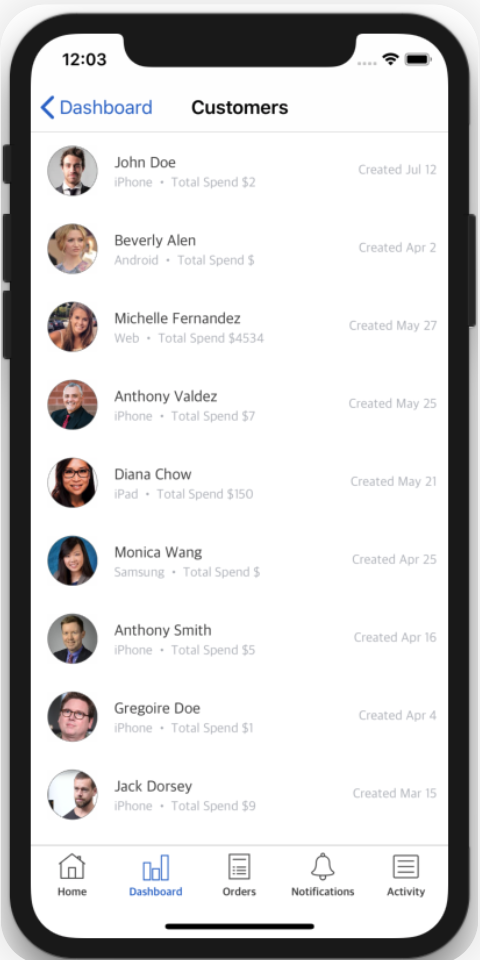 12:03
Dashboard Customers
John Doe Created Jul 12
iPhone • Total Spend $2
Beverly Alen Created Apr 2
Android • Total Spend $
Michelle Fernandez Created May 27
Web • Total Spend $4534
Anthony Valdez Created May 25
iPhone • Total Spend $7
Diana Chow Created May 21
iPad • Total Spend $150
Monica Wang Created Apr 25
Samsung • Total Spend $
Anthony Smith Created Apr 16
iPhone • Total Spend $5
Gregoire Doe Created Apr 4
iPhone • Total Spend $1
Jack Dorsey Created Mar 15
iPhone • Total Spend $9
Home Dashboard Orders Notifications Activity